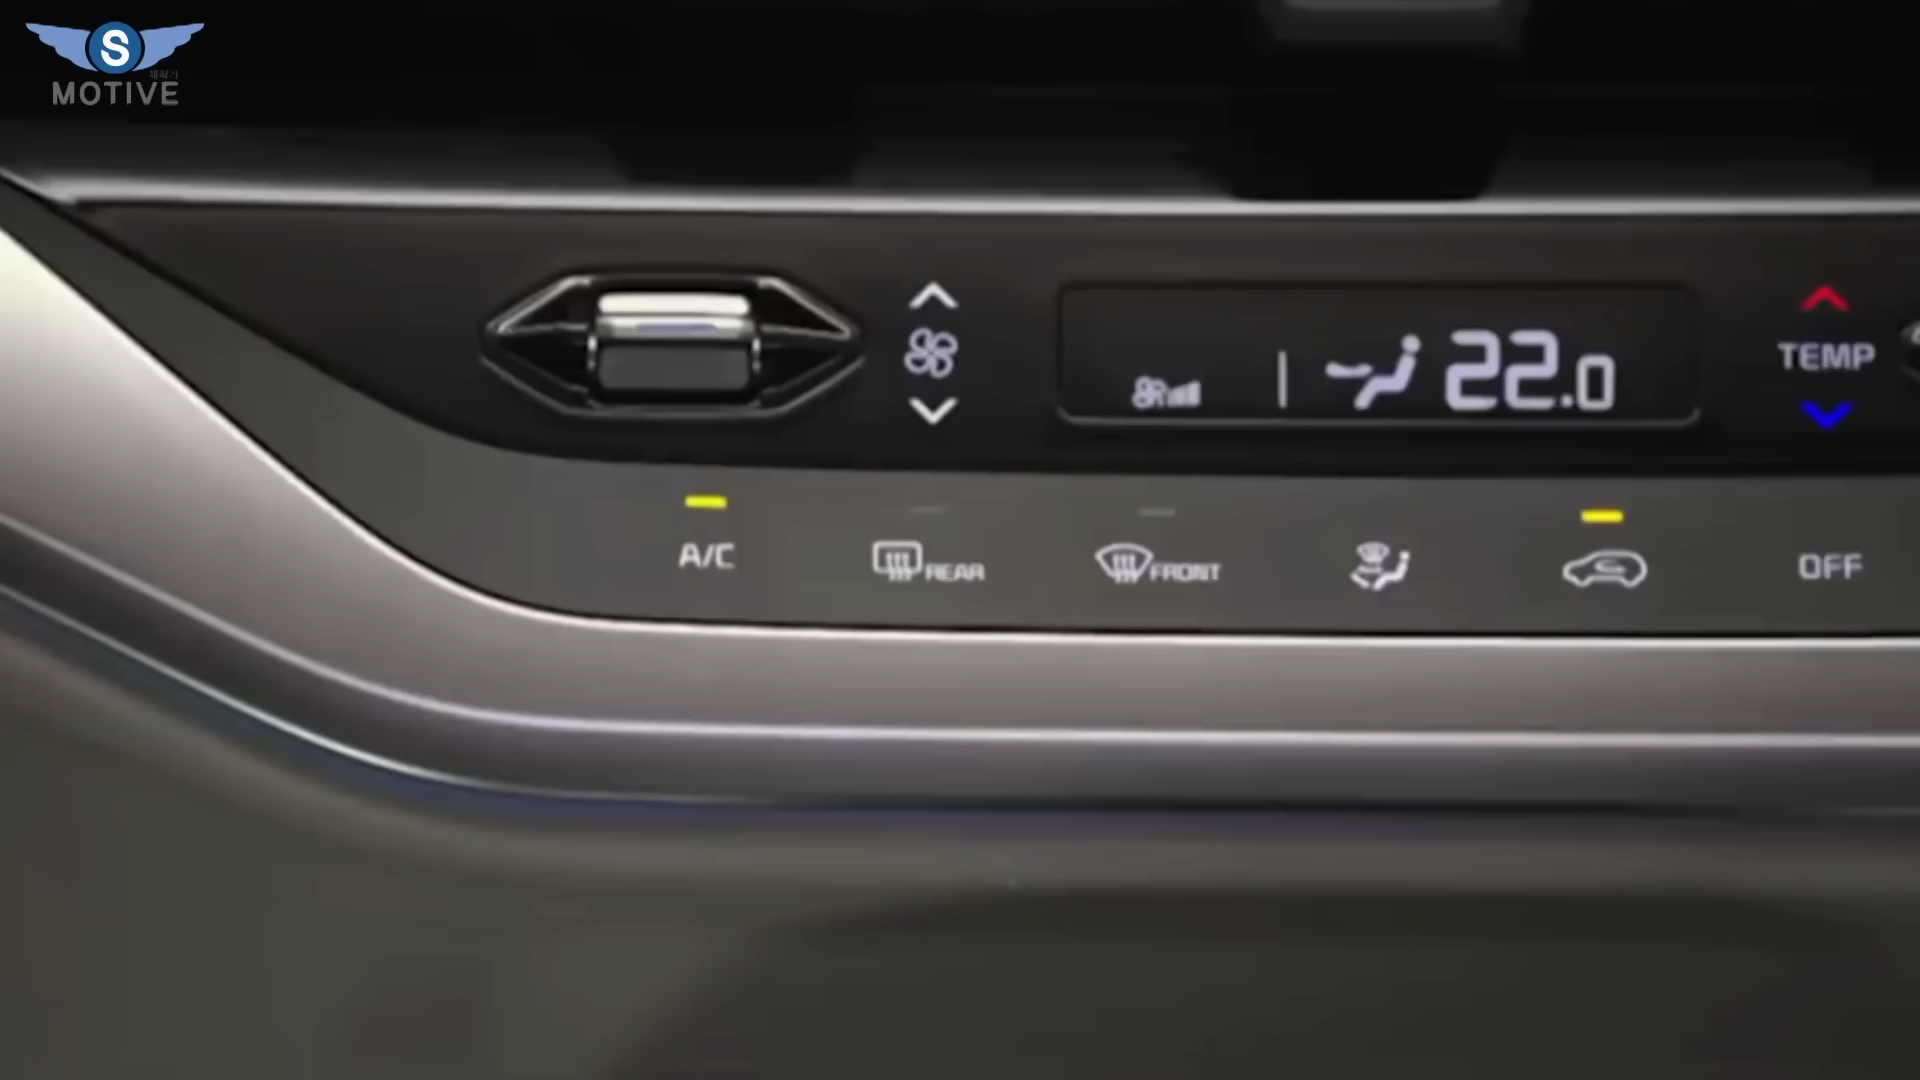 S
MOTIVE
22.0
TEMP
A/C
REAR
FRONT
OFF